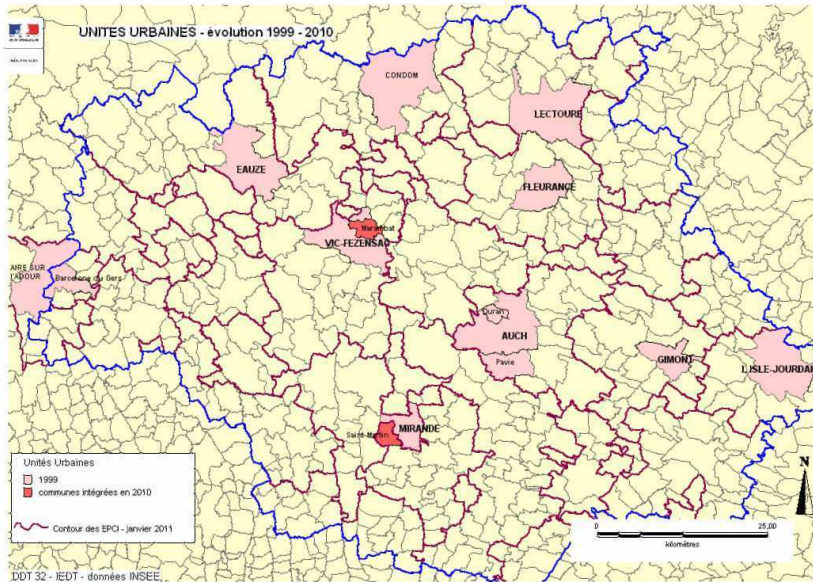 UNITES URBAINES - évolution 1999 - 2010
CONDOM
LECTOURE
EAUZE
FLEURANCE
Marambat
VIC-FEZENSAC
AIRE SUR
L'ADOUR
Barcelone du Gers
Duran
AUCH
Pavie
GIMONT
L'ISLE-JOURDAI
Saint-Martin
MIRANDE
Unités Urbaines
1999
communes intégrées en 2010
Contour des EPCI - janvier 2011
N
0 25,00
kilomètres
DDT 32 - IEDT - données INSEE